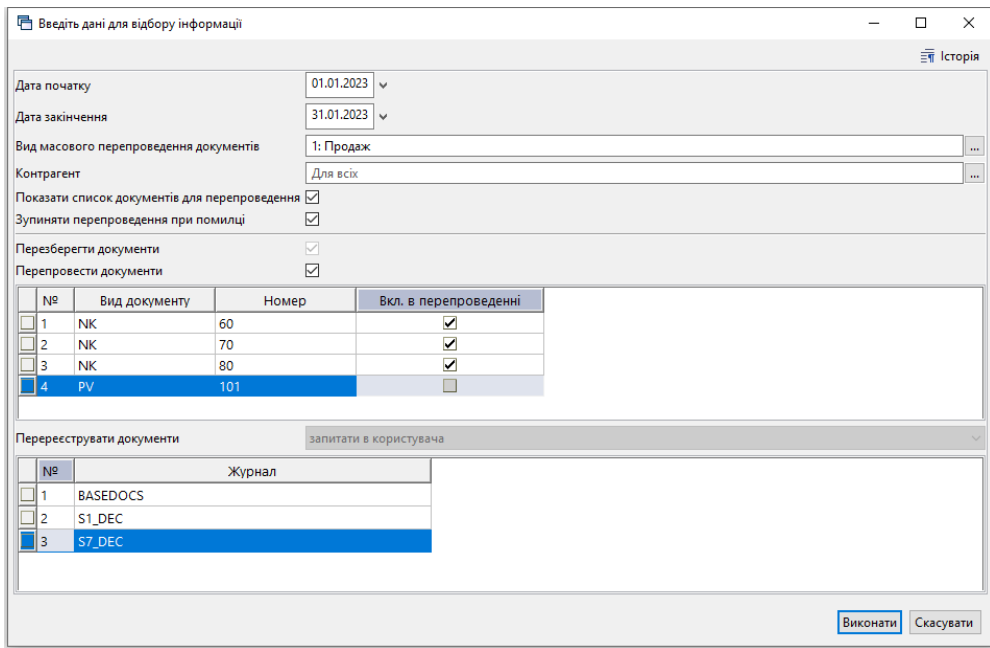 Введіть дані для відбору інформації
Історія
Дата початку 01.01.2023
Дата закінчення 31.01.2023
Вид масового перепроведення документів 1: Продаж ...
Контрагент Для всіх ...
Показати список документів для перепроведення
Зупиняти перепроведення при помилці
Перезберегти документи
Перепровести документи
№ Вид документу Номер Вкл. в перепроведенні
1 NK 60
2 NK 70
3 NK 80
4 PV 101
Перереєструвати документи запитати в користувача
№ Журнал
1 BASEDOCS
2 S1_DEC
3 S7_DEC
Виконати Скасувати